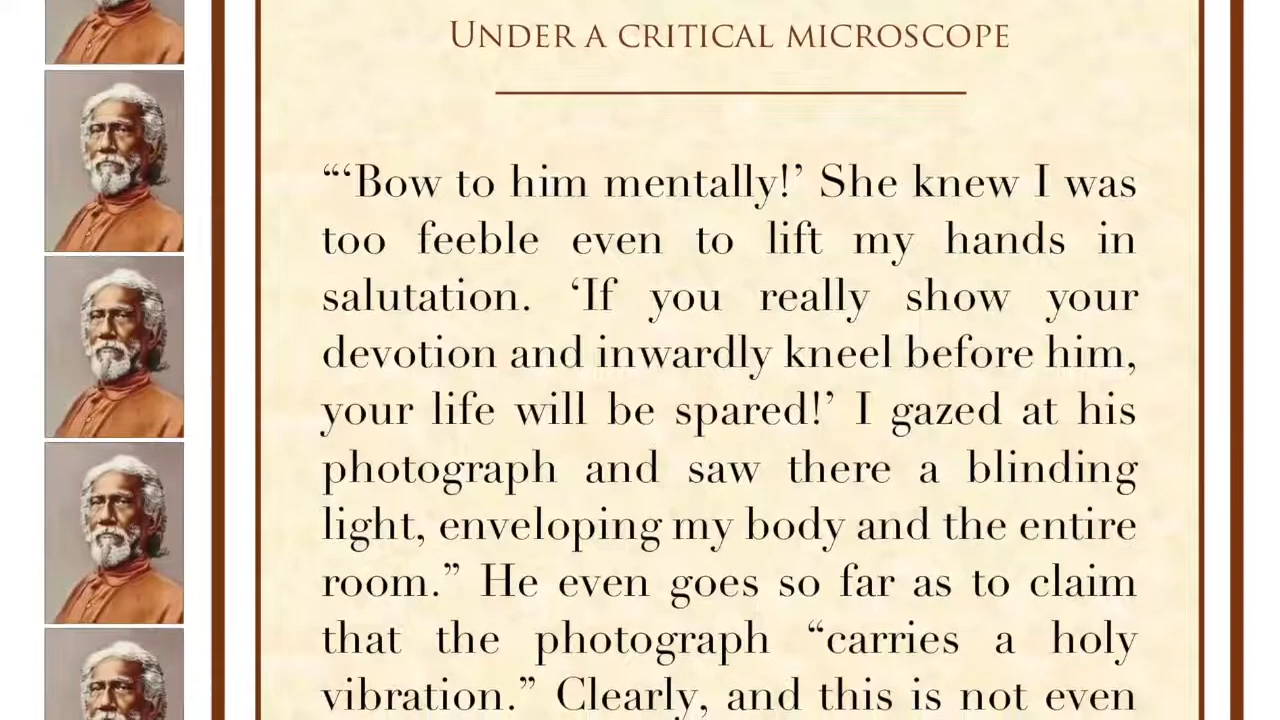 UNDER A CRITICAL MICROSCOPE
“‘Bow to him mentally!’ She knew I was
too feeble even to lift my hands in
salutation. ‘If you really show your
devotion and inwardly kneel before him,
your life will be spared!’ I gazed at his
photograph and saw there a blinding
light, enveloping my body and the entire
room.” He even goes so far as to claim
that the photograph “carries a holy
vibration.” Clearly, and this is not even